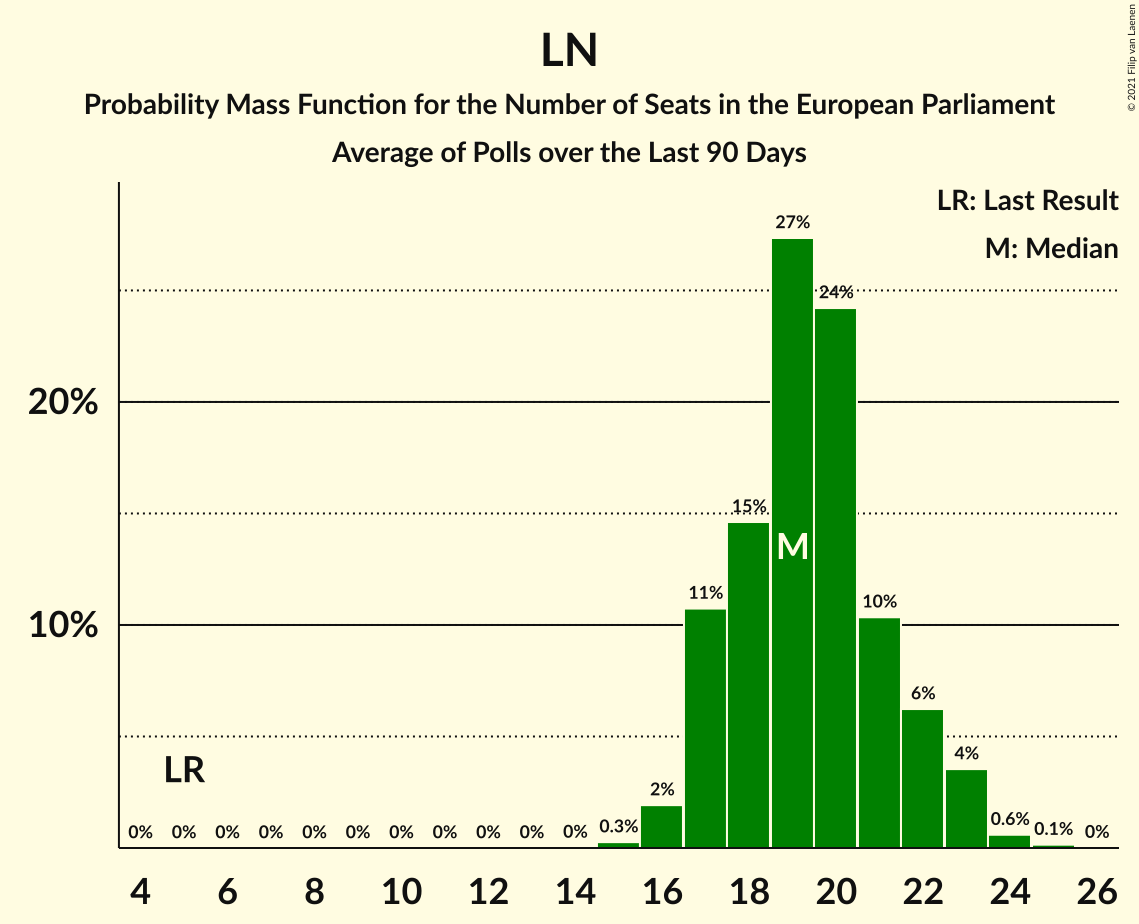 LN
Probability Mass Function for the Number of Seats in the European Parliament
Average of Polls over the Last 90 Days
© 2021 Filip van Laenen
LR: Last Result
M: Median
20%
10%
LR
M
0% 0% 0% 0% 0% 0% 0% 0% 0% 0% 0% 0.3% 2% 11% 15% 27% 24% 10% 6% 4% 0.6% 0.1% 0%
4 6 8 10 12 14 16 18 20 22 24 26